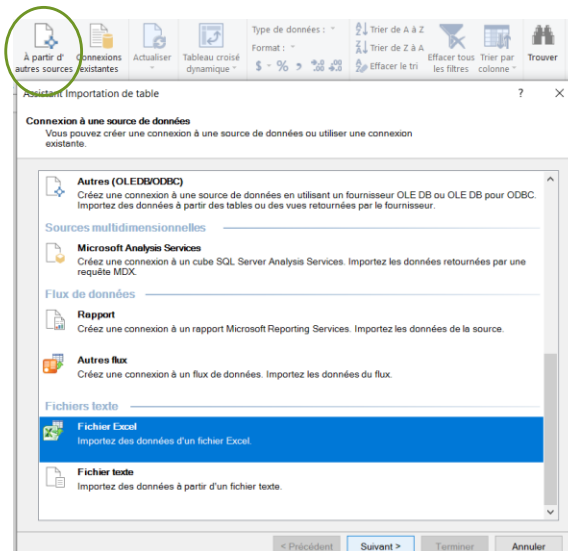 À partir d'
autres sources
Connexions
existantes
Actualiser
Tableau croisé
dynamique
Type de données :
Format :
$ - % 
Trier de A à Z
Trier de Z à A
Effacer le tri
Effacer tous
les filtres
Trier par
colonne
Trouver
Assistant Importation de table
?
Connexion à une source de données
Vous pouvez créer une connexion à une source de données ou utiliser une connexion
existante.
Autres (OLEDB/ODBC)
Créez une connexion à une source de données en utilisant un fournisseur OLE DB ou OLE DB pour ODBC.
Importez des données à partir des tables ou des vues retournées par le fournisseur.
Sources multidimensionnelles
Microsoft Analysis Services
Créez une connexion à un cube SQL Server Analysis Services. Importez les données retournées par une
requête MDX.
Flux de données
Rapport
Créez une connexion à un rapport Microsoft Reporting Services. Importez les données de la source.
Autres flux
Créez une connexion à un flux de données. Importez les données du flux.
Fichiers texte
Fichier Excel
Importez des données d'un fichier Excel.
Fichier texte
Importez des données à partir d'un fichier texte.
< Précédent
Suivant >
Terminer
Annuler